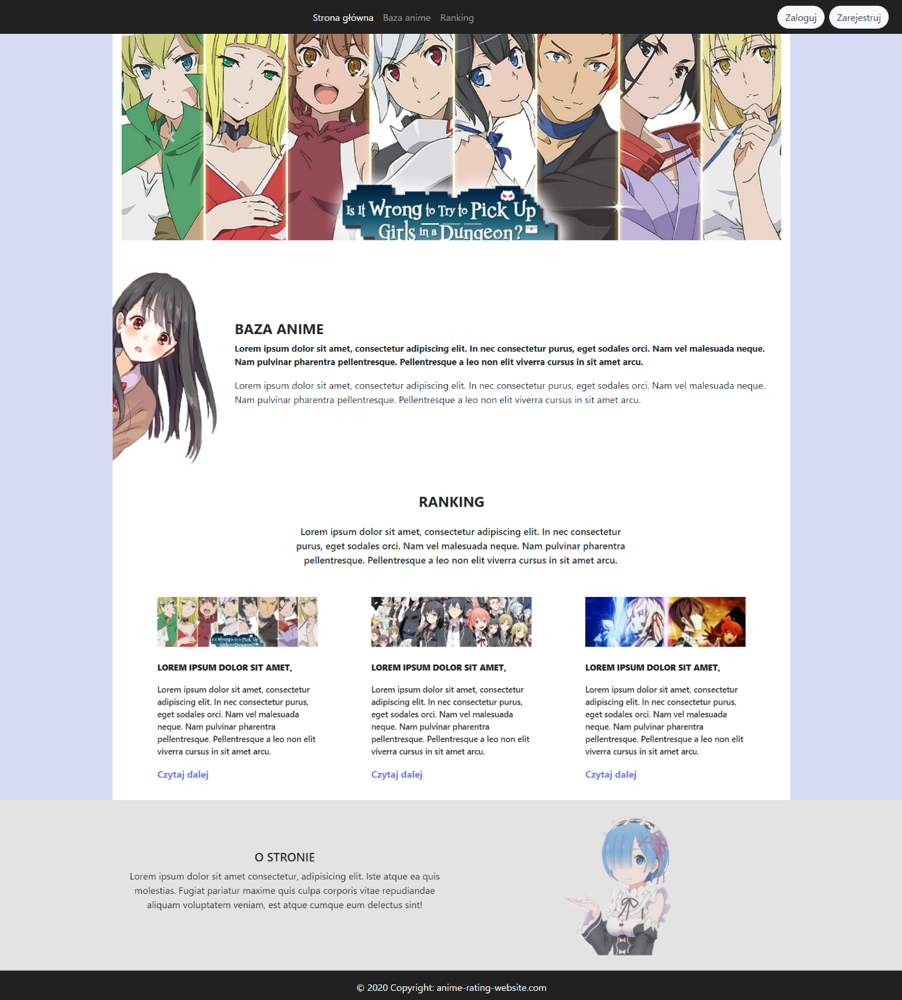 Strona główna Baza anime Ranking Zaloguj Zarejestruj
Is It Wrong to Try to Pick Up
Girls in a Dungeon?
BAZA ANIME
Lorem ipsum dolor sit amet, consectetur adipiscing elit. In nec consectetur purus, eget sodales orci. Nam vel malesuada neque.
Nam pulvinar pharentra pellentresque. Pellentresque a leo non elit viverra cursus in sit amet arcu.
Lorem ipsum dolor sit amet, consectetur adipiscing elit. In nec consectetur purus, eget sodales orci. Nam vel malesuada neque.
Nam pulvinar pharentra pellentresque. Pellentresque a leo non elit viverra cursus in sit amet arcu.
RANKING
Lorem ipsum dolor sit amet, consectetur adipiscing elit. In nec consectetur
purus, eget sodales orci. Nam vel malesuada neque. Nam pulvinar pharentra
pellentresque. Pellentresque a leo non elit viverra cursus in sit amet arcu.
Is It Wrong to Try to Pick Up
Girls in a Dungeon?
LOREM IPSUM DOLOR SIT AMET,
Lorem ipsum dolor sit amet, consectetur
adipiscing elit. In nec consectetur purus,
eget sodales orci. Nam vel malesuada
neque. Nam pulvinar pharentra
pellentresque. Pellentresque a leo non elit
viverra cursus in sit amet arcu.
Czytaj dalej
LOREM IPSUM DOLOR SIT AMET,
Lorem ipsum dolor sit amet, consectetur
adipiscing elit. In nec consectetur purus,
eget sodales orci. Nam vel malesuada
neque. Nam pulvinar pharentra
pellentresque. Pellentresque a leo non elit
viverra cursus in sit amet arcu.
Czytaj dalej
LOREM IPSUM DOLOR SIT AMET,
Lorem ipsum dolor sit amet, consectetur
adipiscing elit. In nec consectetur purus,
eget sodales orci. Nam vel malesuada
neque. Nam pulvinar pharentra
pellentresque. Pellentresque a leo non elit
viverra cursus in sit amet arcu.
Czytaj dalej
O STRONIE
Lorem ipsum dolor sit amet consectetur, adipisicing elit. Iste atque ea quis
molestias. Fugiat pariatur maxime quis culpa corporis vitae repudiandae
aliquam voluptatem veniam, est atque cumque eum delectus sint!
© 2020 Copyright: anime-rating-website.com